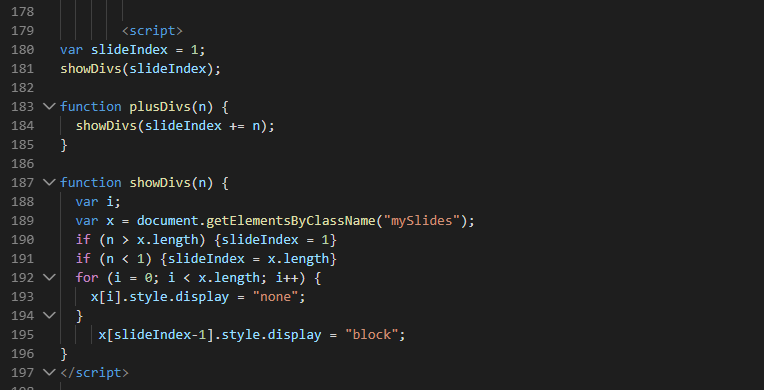 178
179 <script>
180 var slideIndex = 1;
181 showDivs(slideIndex);
182
183 function plusDivs(n) {
184 showDivs(slideIndex += n);
185 }
186
187 function showDivs(n) {
188 var i;
189 var x = document.getElementsByClassName("mySlides");
190 if (n > x.length) {slideIndex = 1}
191 if (n < 1) {slideIndex = x.length}
192 for (i = 0; i < x.length; i++) {
193 x[i].style.display = "none";
194 }
195 x[slideIndex-1].style.display = "block";
196 }
197 </script>